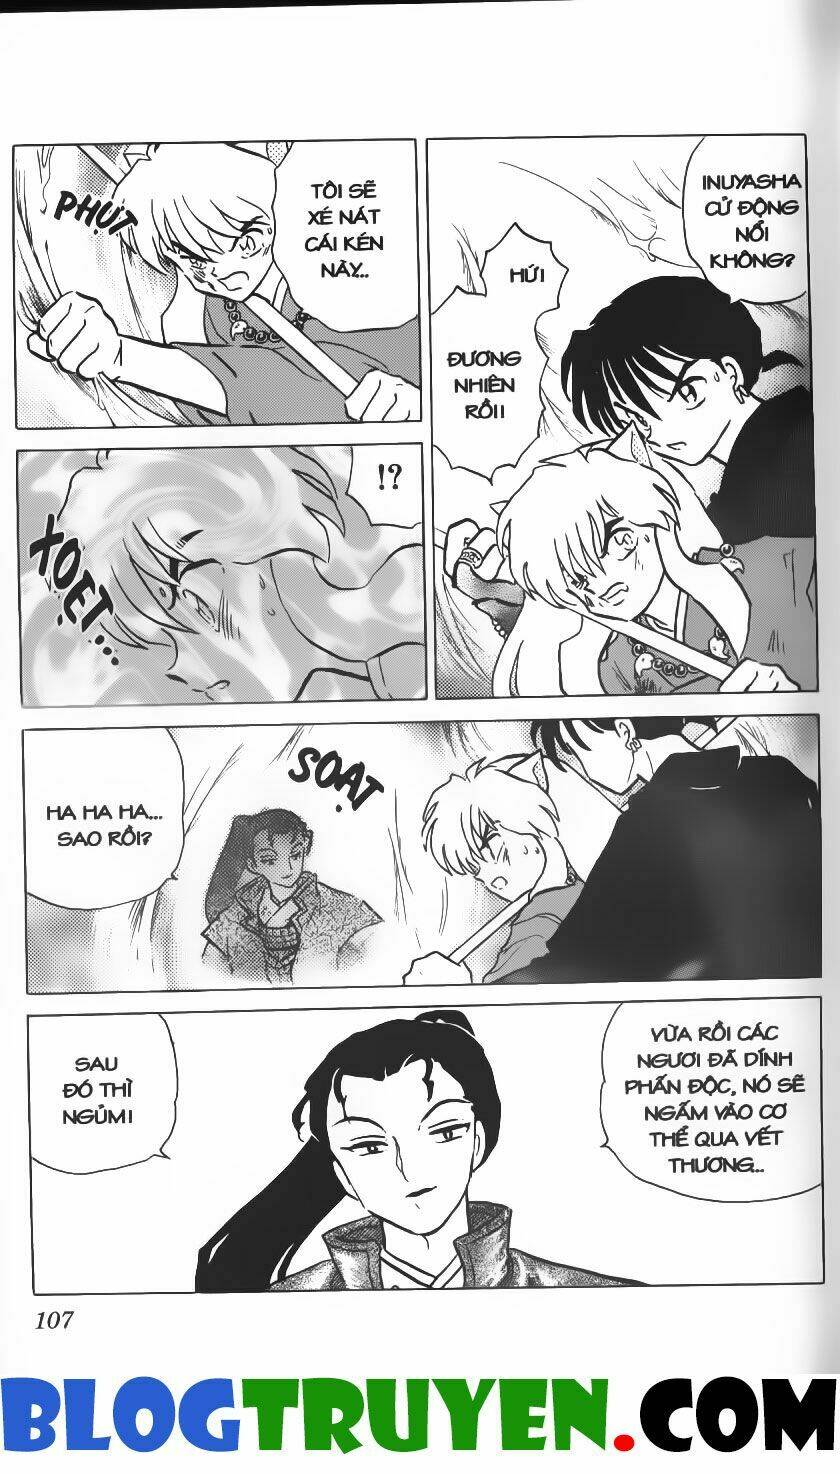 INUYASHA
CỬ ĐỘNG
NỔI
KHÔNG?
HỨ!
ĐƯƠNG
NHIÊN
RỒI!
TÔI SẼ
XÉ NÁT
CÁI KÉN
NÀY...
PHỰT
!?
XOẸT...
SOẠT
HA HA HA...
SAO RỒI?
VỪA RỒI CÁC
NGƯƠI ĐÃ DÍNH
PHẤN ĐỘC, NÓ SẼ
NGẤM VÀO CƠ
THỂ QUA VẾT
THƯƠNG...
SAU
ĐÓ THÌ
NGỦM!
107
BLOGTRUYEN.COM